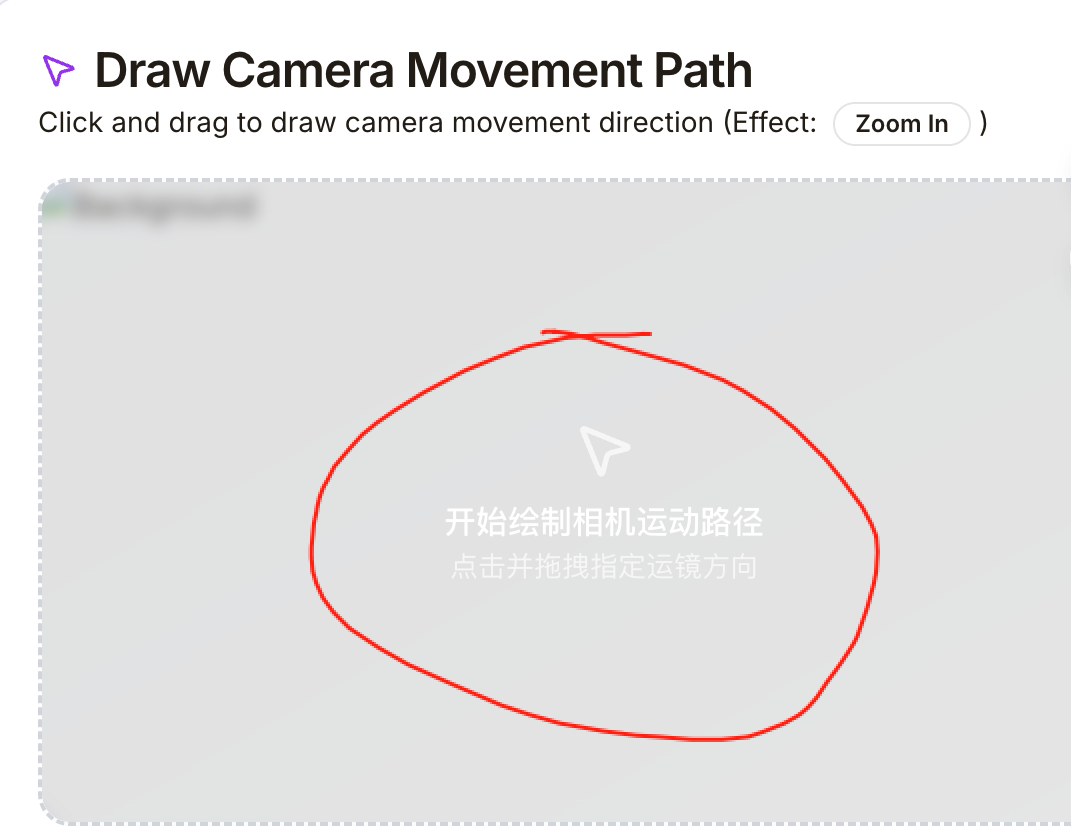 Draw Camera Movement Path
Click and drag to draw camera movement direction (Effect: Zoom In )
Background
开始绘制相机运动路径
点击并拖拽指定运镜方向